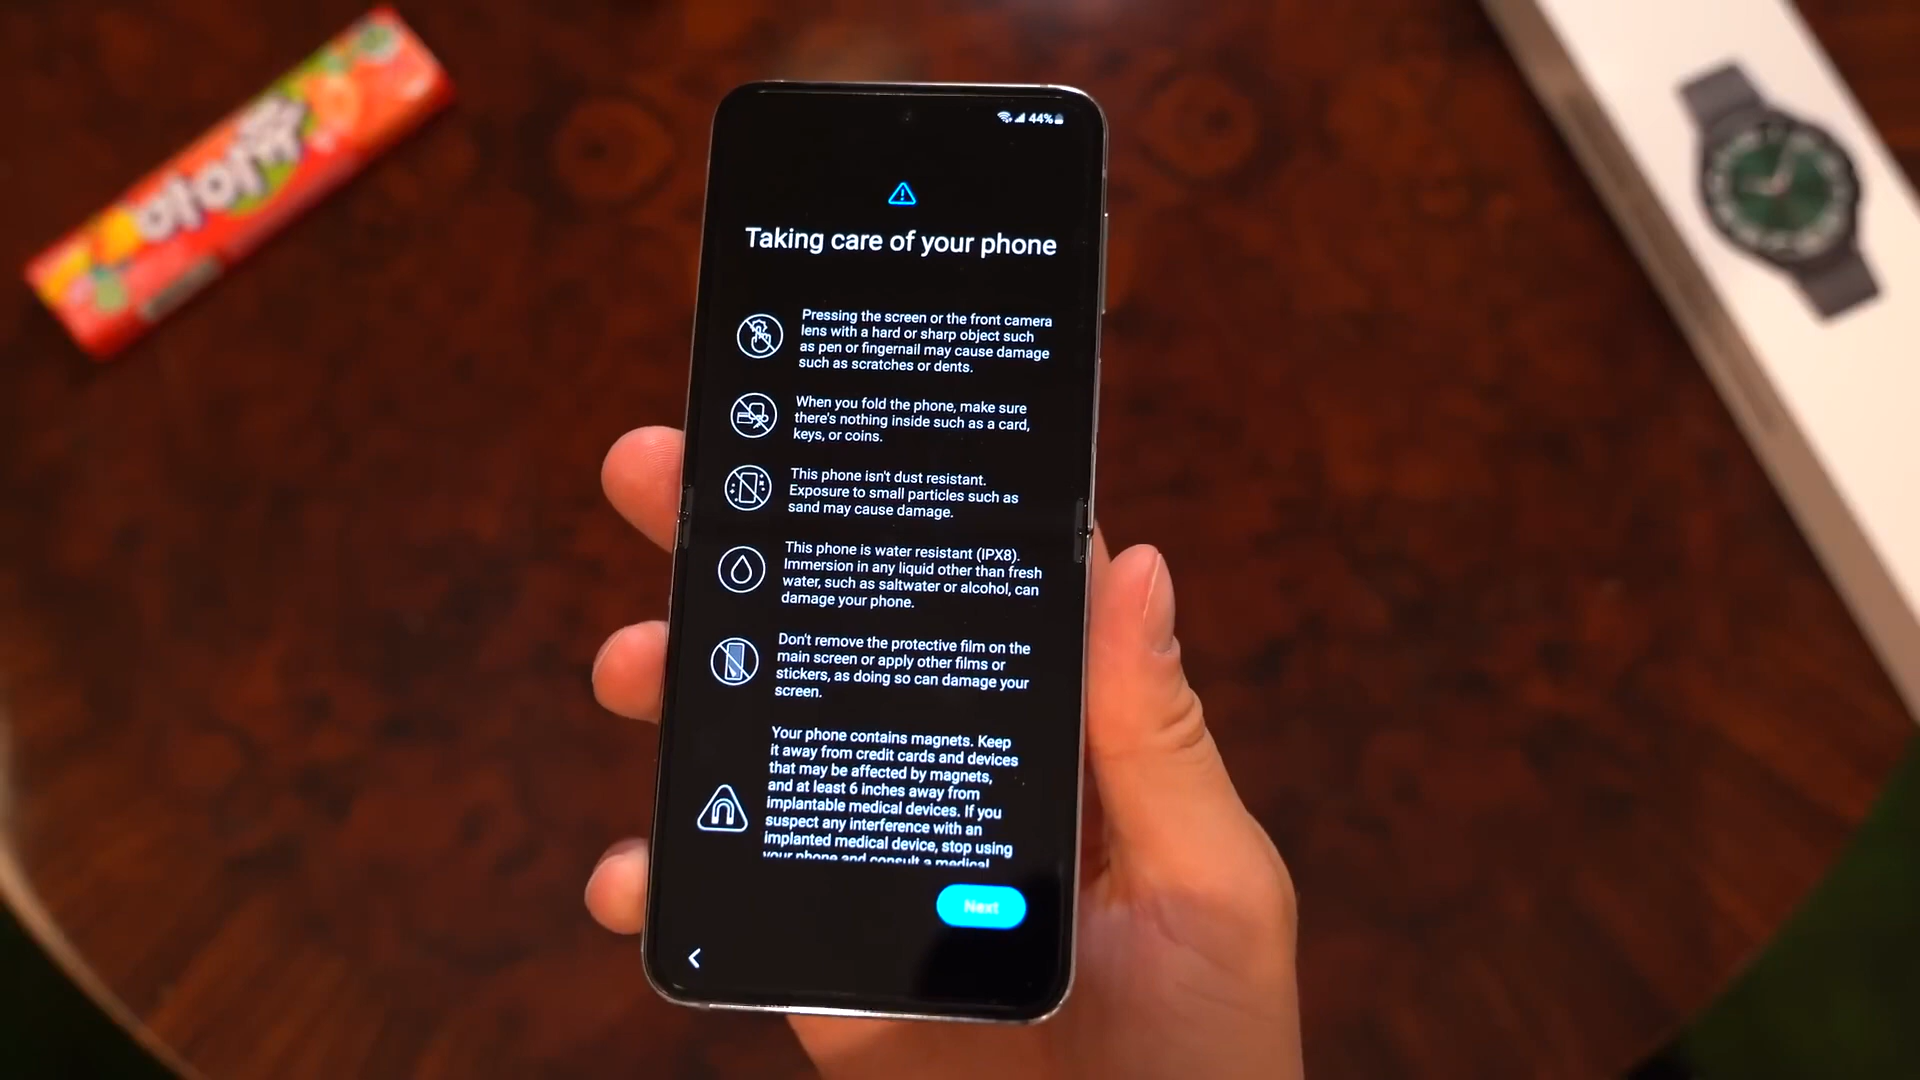 44%
Taking care of your phone
Pressing the screen or the front camera
lens with a hard or sharp object such
as pen or fingernail may cause damage
such as scratches or dents.
When you fold the phone, make sure
there's nothing inside such as a card,
keys, or coins.
This phone isn't dust resistant.
Exposure to small particles such as
sand may cause damage.
This phone is water resistant (IPX8).
Immersion in any liquid other than fresh
water, such as saltwater or alcohol, can
damage your phone.
Don't remove the protective film on the
main screen or apply other films or
stickers, as doing so can damage your
screen.
Your phone contains magnets. Keep
it away from credit cards and devices
that may be affected by magnets,
and at least 6 inches away from
implantable medical devices. If you
suspect any interference with an
implanted medical device, stop using
your phone and consult a medical
Next